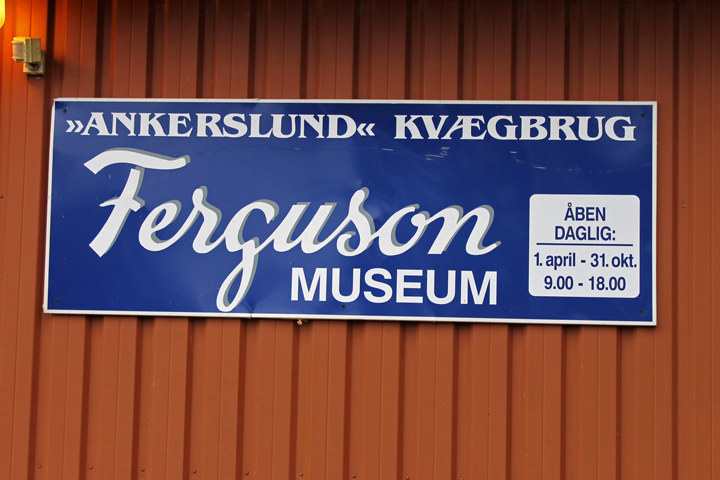 »ANKERSLUND« KVÆGBRUG
Ferguson
MUSEUM
ÅBEN
DAGLIG:
1. april - 31. okt.
9.00 - 18.00